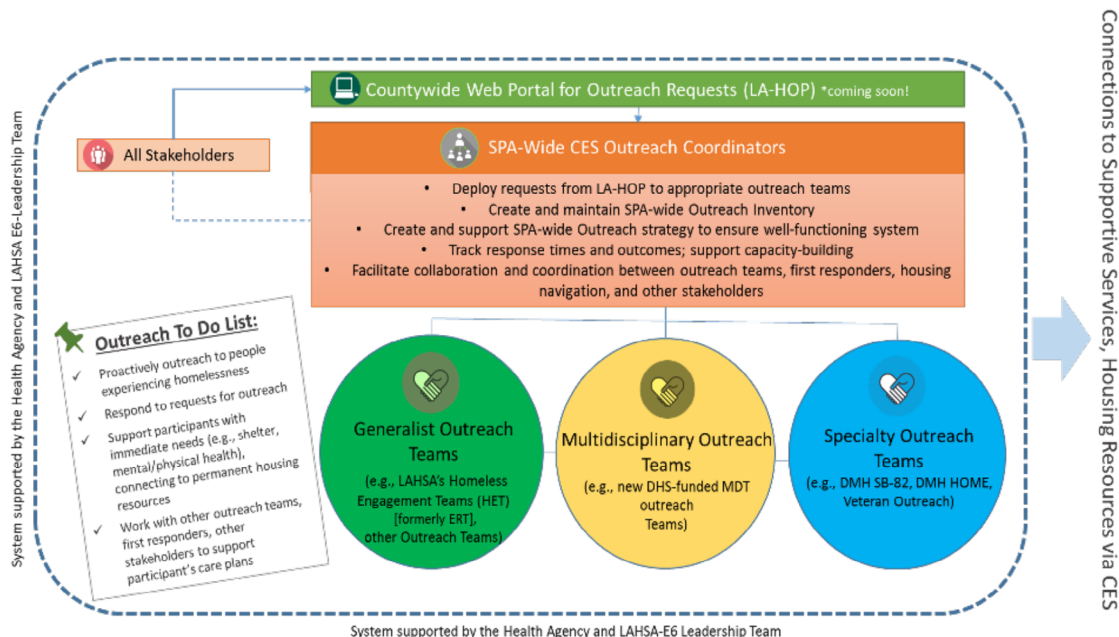 Countywide Web Portal for Outreach Requests (LA-HOP) *coming soon!
All Stakeholders
SPA-Wide CES Outreach Coordinators
• Deploy requests from LA-HOP to appropriate outreach teams
• Create and maintain SPA-wide Outreach Inventory
• Create and support SPA-wide Outreach strategy to ensure well-functioning system
• Track response times and outcomes; support capacity-building
• Facilitate collaboration and coordination between outreach teams, first responders, housing
navigation, and other stakeholders
Outreach To Do List:
✓ Proactively outreach to people
experiencing homelessness
✓ Respond to requests for outreach
✓ Support participants with
immediate needs (e.g., shelter,
mental/physical health),
connecting to permanent housing
resources
✓ Work with other outreach teams,
first responders, other
stakeholders to support
participant's care plans
Generalist Outreach
Teams
(e.g., LAHSA's Homeless
Engagement Teams (HET)
[formerly ERT],
other Outreach Teams)
Multidisciplinary Outreach
Teams
(e.g., new DHS-funded MDT
outreach
Teams)
Specialty Outreach
Teams
(e.g., DMH SB-82, DMH HOME,
Veteran Outreach)
System supported by the Health Agency and LAHSA E6-Leadership Team
System supported by the Health Agency and LAHSA-E6 Leadership Team
Connections to Supportive Services, Housing Resources via CES